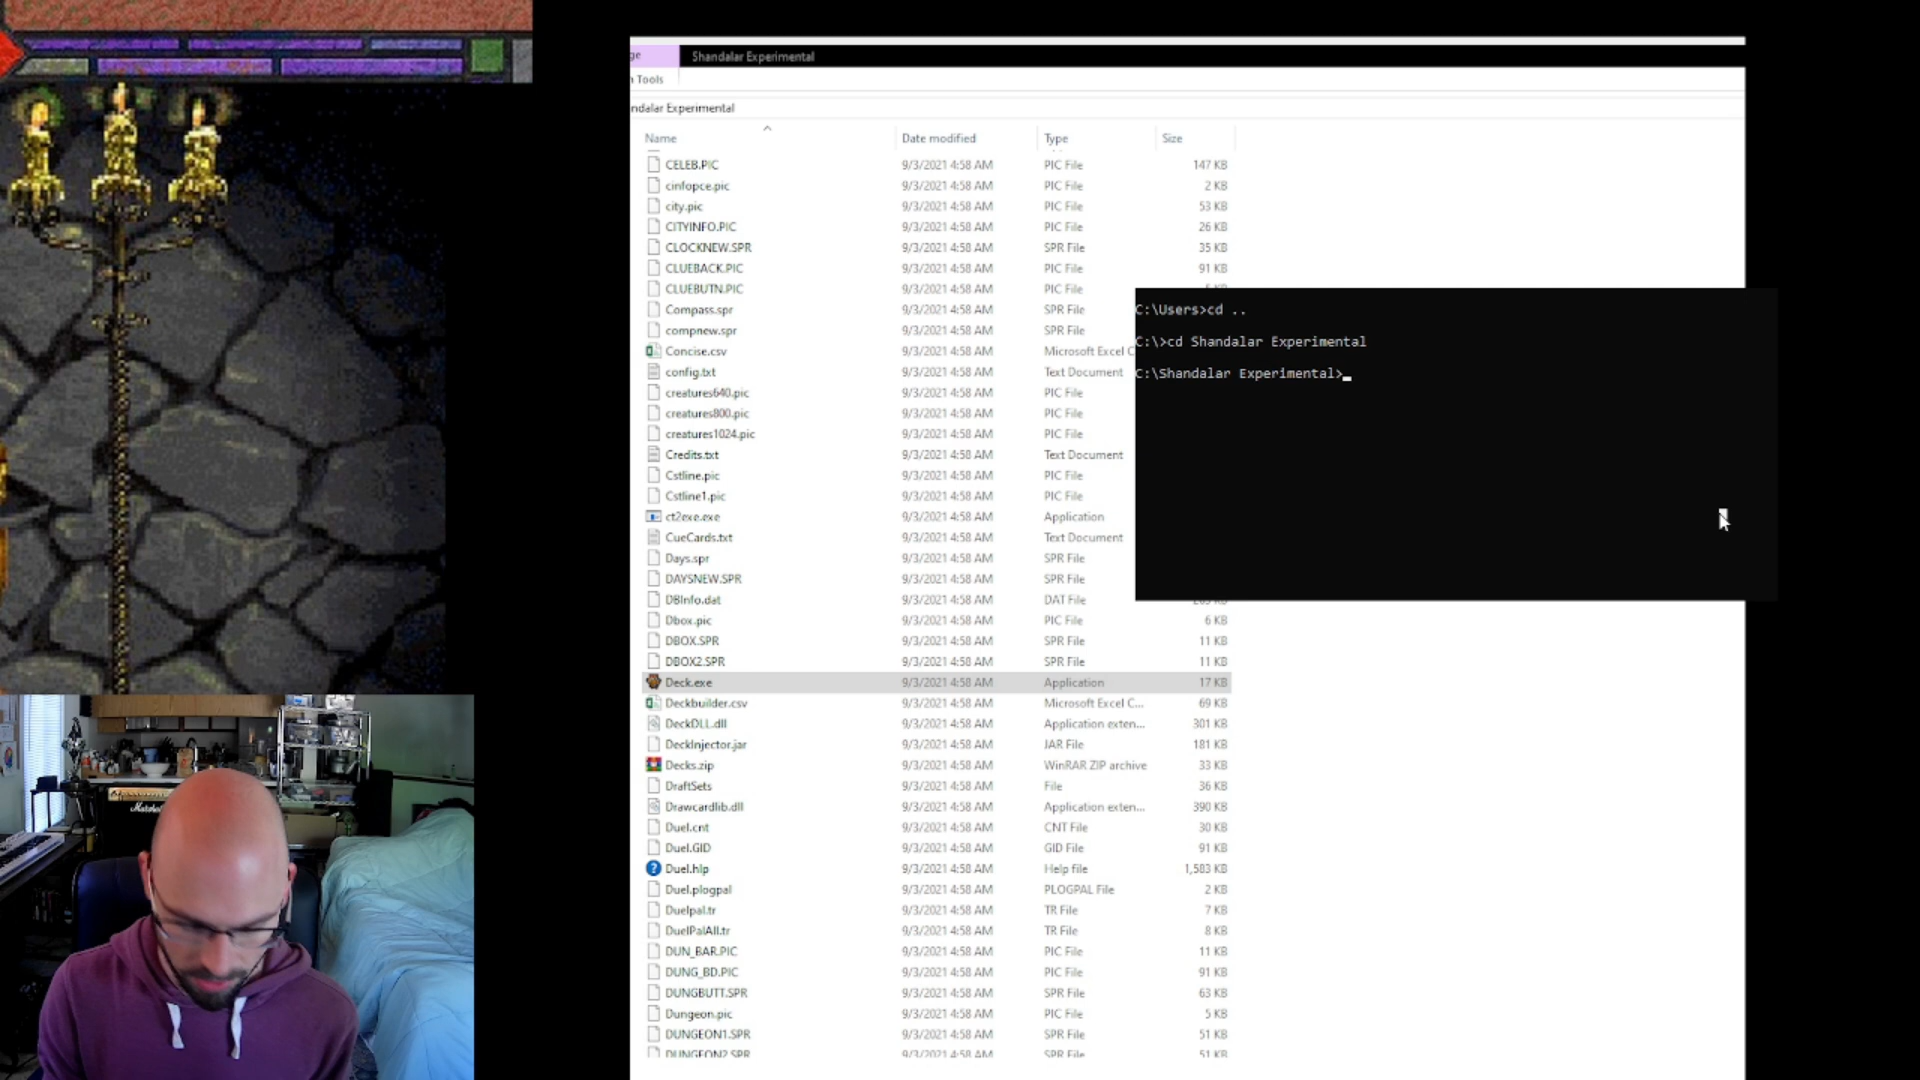 ge
Shandalar Experimental
n Tools
ndalar Experimental
Name Date modified Type Size
CELEB.PIC 9/3/2021 4:58 AM PIC File 147 KB
cinfopce.pic 9/3/2021 4:58 AM PIC File 2 KB
city.pic 9/3/2021 4:58 AM PIC File 53 KB
CITYINFO.PIC 9/3/2021 4:58 AM PIC File 26 KB
CLOCKNEW.SPR 9/3/2021 4:58 AM SPR File 35 KB
CLUEBACK.PIC 9/3/2021 4:58 AM PIC File 91 KB
CLUEBUTN.PIC 9/3/2021 4:58 AM PIC File
Compass.spr 9/3/2021 4:58 AM SPR File
compnew.spr 9/3/2021 4:58 AM SPR File
Concise.csv 9/3/2021 4:58 AM Microsoft Excel C
config.txt 9/3/2021 4:58 AM Text Document
creatures640.pic 9/3/2021 4:58 AM PIC File
creatures800.pic 9/3/2021 4:58 AM PIC File
creatures1024.pic 9/3/2021 4:58 AM PIC File
Credits.txt 9/3/2021 4:58 AM Text Document
Cstline.pic 9/3/2021 4:58 AM PIC File
Cstline1.pic 9/3/2021 4:58 AM PIC File
ct2exe.exe 9/3/2021 4:58 AM Application
CueCards.txt 9/3/2021 4:58 AM Text Document
Days.spr 9/3/2021 4:58 AM SPR File
DAYSNEW.SPR 9/3/2021 4:58 AM SPR File
DBInfo.dat 9/3/2021 4:58 AM DAT File
Dbox.pic 9/3/2021 4:58 AM PIC File 6 KB
DBOX.SPR 9/3/2021 4:58 AM SPR File 11 KB
DBOX2.SPR 9/3/2021 4:58 AM SPR File 11 KB
Deck.exe 9/3/2021 4:58 AM Application 17 KB
Deckbuilder.csv 9/3/2021 4:58 AM Microsoft Excel C... 69 KB
DeckDLL.dll 9/3/2021 4:58 AM Application exten... 301 KB
DeckInjector.jar 9/3/2021 4:58 AM JAR File 181 KB
Decks.zip 9/3/2021 4:58 AM WinRAR ZIP archive 33 KB
DraftSets 9/3/2021 4:58 AM File 36 KB
Drawcardlib.dll 9/3/2021 4:58 AM Application exten... 390 KB
Duel.cnt 9/3/2021 4:58 AM CNT File 30 KB
Duel.GID 9/3/2021 4:58 AM GID File 91 KB
Duel.hlp 9/3/2021 4:58 AM Help file 1,583 KB
Duel.plogpal 9/3/2021 4:58 AM PLOGPAL File 2 KB
Duelpal.tr 9/3/2021 4:58 AM TR File 7 KB
DuelPalAll.tr 9/3/2021 4:58 AM TR File 8 KB
DUN_BAR.PIC 9/3/2021 4:58 AM PIC File 11 KB
DUNG_BD.PIC 9/3/2021 4:58 AM PIC File 91 KB
DUNGBUTT.SPR 9/3/2021 4:58 AM SPR File 63 KB
Dungeon.pic 9/3/2021 4:58 AM PIC File 5 KB
DUNGEON1.SPR 9/3/2021 4:58 AM SPR File 51 KB
DUNGEON2.SPR 9/3/2021 4:58 AM SPR File 51 KB
C:\Users>cd ..
C:\>cd Shandalar Experimental
C:\Shandalar Experimental>_